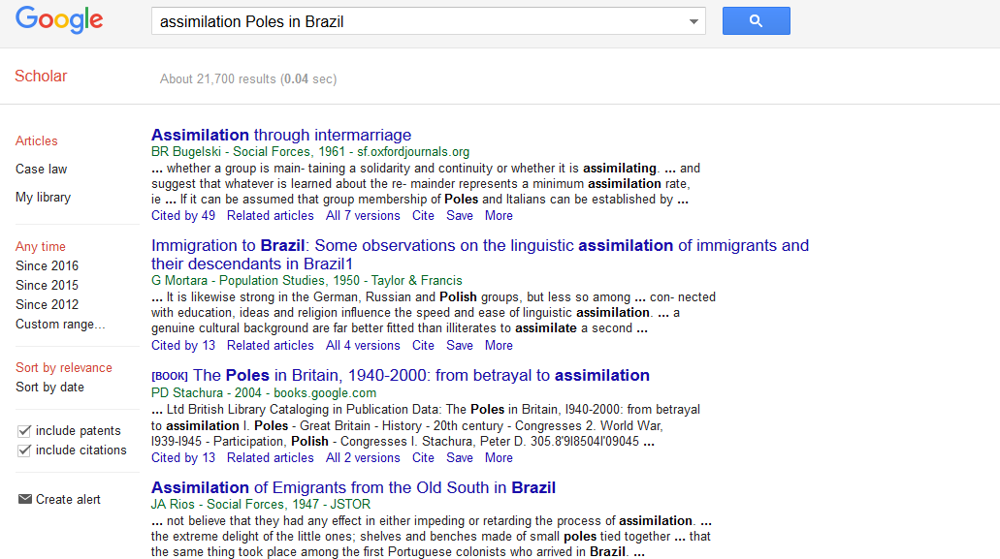 Google
assimilation Poles in Brazil
Scholar
About 21,700 results (0.04 sec)
Articles
Case law
My library
Any time
Since 2016
Since 2015
Since 2012
Custom range...
Sort by relevance
Sort by date
include patents
include citations
Create alert
Assimilation through intermarriage
BR Bugelski - Social Forces, 1961 - sf.oxfordjournals.org
... whether a group is main- taining a solidarity and continuity or whether it is assimilating. ... and
suggest that whatever is learned about the re- mainder represents a minimum assimilation rate,
ie ... If it can be assumed that group membership of Poles and Italians can be established by ...
Cited by 49 Related articles All 7 versions Cite Save More
Immigration to Brazil: Some observations on the linguistic assimilation of immigrants and
their descendants in Brazil1
G Mortara - Population Studies, 1950 - Taylor & Francis
... It is likewise strong in the German, Russian and Polish groups, but less so among ... con- nected
with education, ideas and religion influence the speed and ease of linguistic assimilation. ... a
genuine cultural background are far better fitted than illiterates to assimilate a second ...
Cited by 13 Related articles All 4 versions Cite Save More
[BOOK] The Poles in Britain, 1940-2000: from betrayal to assimilation
PD Stachura - 2004 - books.google.com
... Ltd British Library Cataloging in Publication Data: The Poles in Britain, l940-2000: from betrayal
to assimilation l. Poles - Great Britain - History - 20th century - Congresses 2. World War,
l939-l945 - Participation, Polish - Congresses l. Stachura, Peter D. 305.8'9l8504l'09045 ...
Cited by 13 Related articles All 2 versions Cite Save More
Assimilation of Emigrants from the Old South in Brazil
JA Rios - Social Forces, 1947 - JSTOR
... not believe that they had any effect in either impeding or retarding the process of assimilation. ...
the extreme delight of the little ones; shelves and benches made of small poles tied together ... that
the same thing took place among the first Portuguese colonists who arrived in Brazil. ...